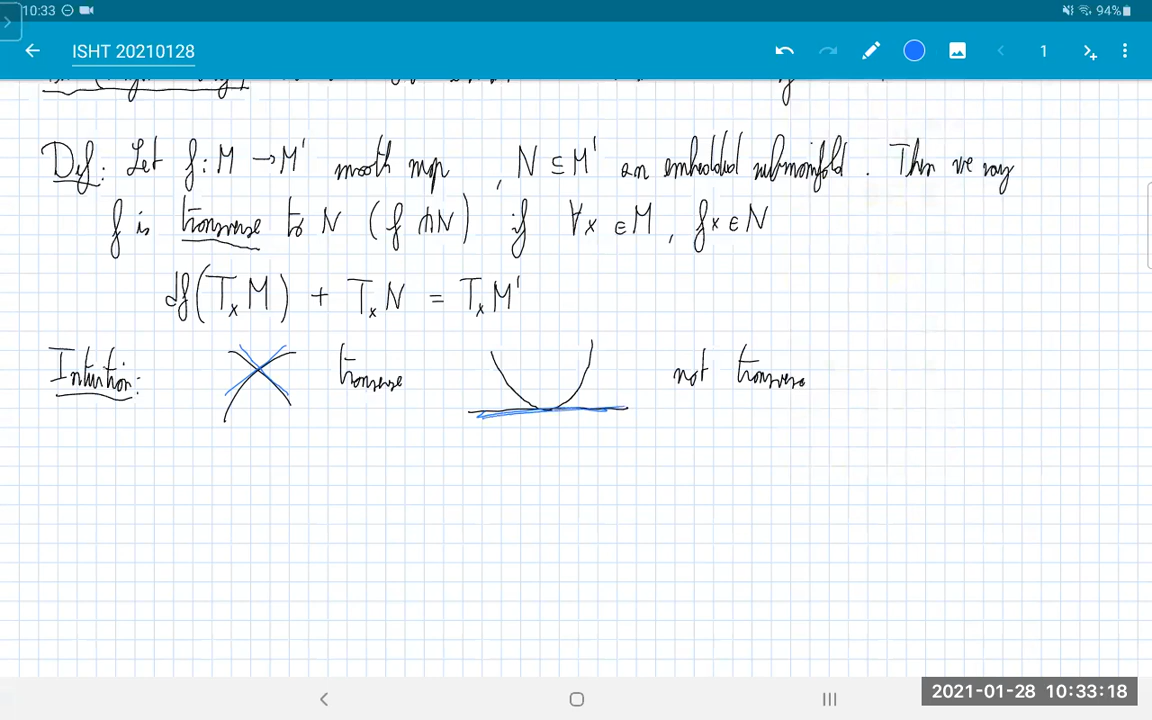 10:33
94%
ISHT 20210128
1
Def: Let f: M → M' smooth map, N ⊆ M' an embedded submanifold. Then we say
f is transverse to N (f ⋔ N) if ∀x ∈ M, fx ∈ N
df(TₓM) + TₓN = TₓM'
Intuition: transverse not transverse
2021-01-28 10:33:18